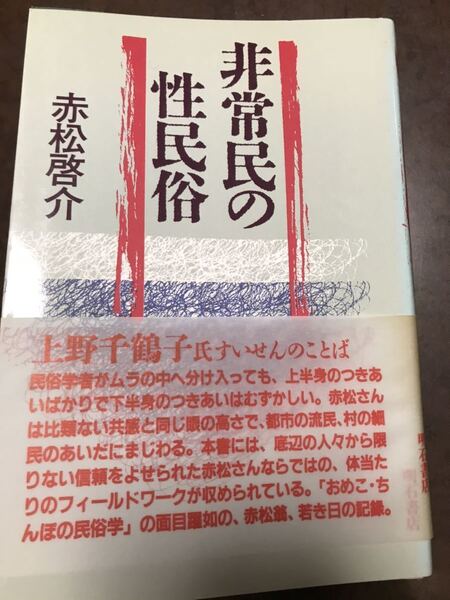 非常民の
性民俗
赤松啓介
上野千鶴子氏すいせんのことば
民俗学者がムラの中へ分け入っても、上半身のつきあ
いばかりで下半身のつきあいはむずかしい。赤松さん
は比類ない共感と同じ眼の高さで、都市の流民、村の細
民のあいだにまじわる。本書には、底辺の人々から限
りない信頼をよせられた赤松さんならではの、体当た
りのフィールドワークが収められている。「おめこ・ち
んぽの民俗学」の面目躍如の、赤松翁、若き日の記録。
明石書店